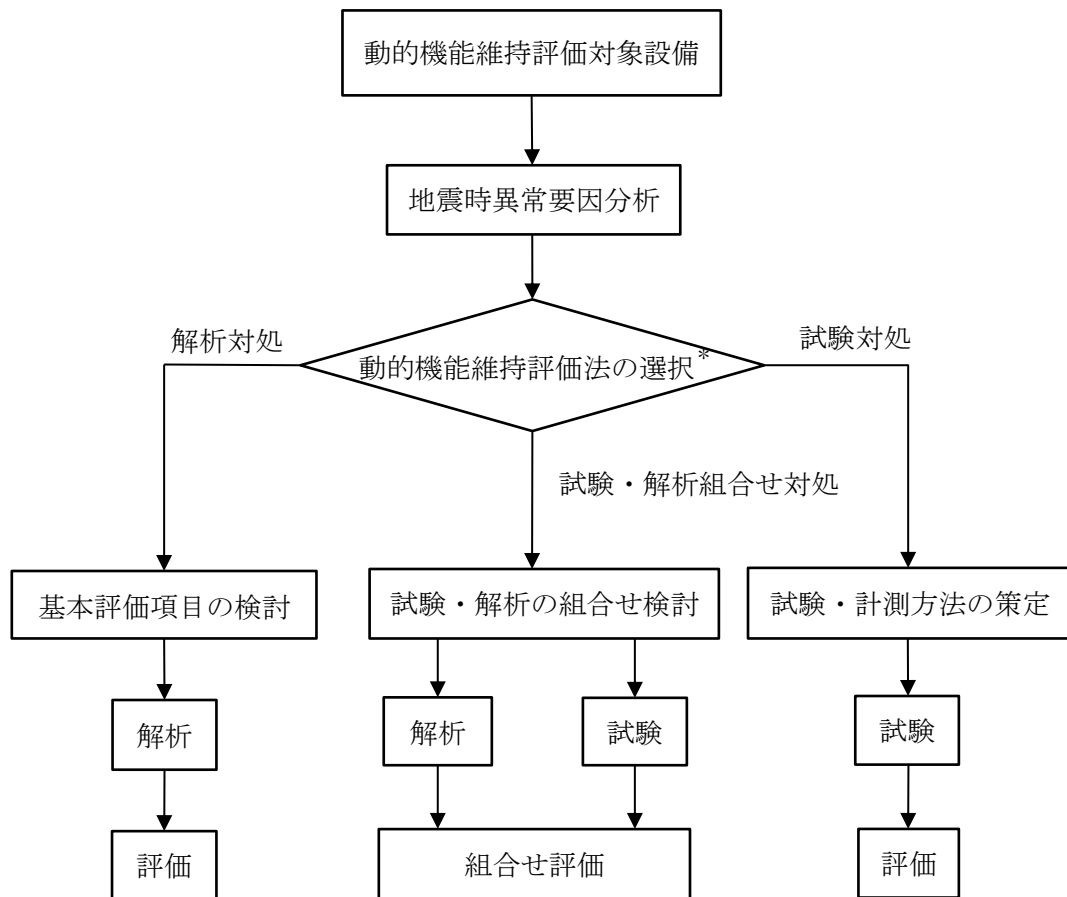 動的機能維持評価対象設備
地震時異常要因分析
解析対処
試験対処
動的機能維持評価法の選択*
試験・解析組合せ対処
基本評価項目の検討
試験・解析の組合せ検討
試験・計測方法の策定
解析
解析
試験
試験
評価
組合せ評価
評価